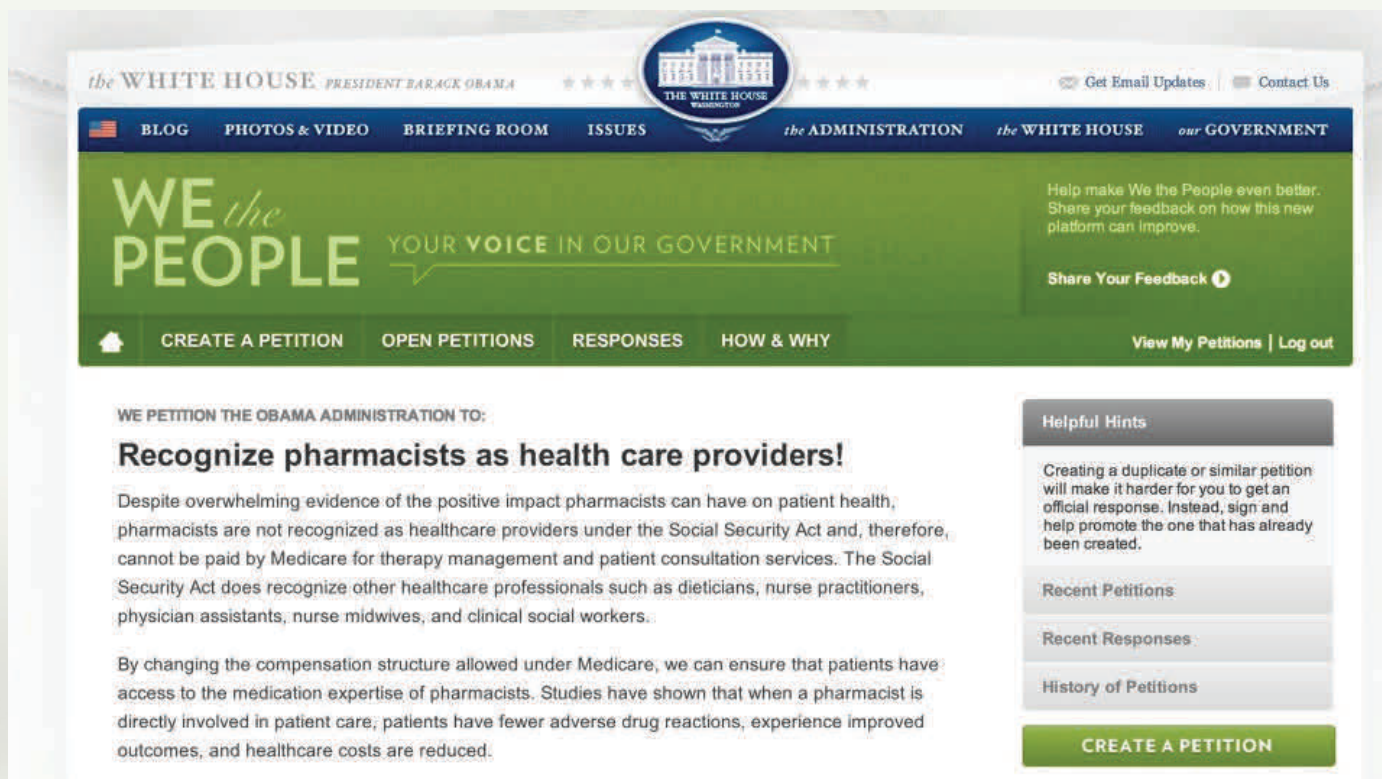 the WHITE HOUSE PRESIDENT BARACK OBAMA
THE WHITE HOUSE
WASHINGTON
Get Email Updates | Contact Us
BLOG PHOTOS & VIDEO BRIEFING ROOM ISSUES the ADMINISTRATION the WHITE HOUSE our GOVERNMENT
WE the
PEOPLE
YOUR VOICE IN OUR GOVERNMENT
Help make We the People even better.
Share your feedback on how this new
platform can improve.
Share Your Feedback
CREATE A PETITION OPEN PETITIONS RESPONSES HOW & WHY
View My Petitions | Log out
WE PETITION THE OBAMA ADMINISTRATION TO:
Recognize pharmacists as health care providers!
Despite overwhelming evidence of the positive impact pharmacists can have on patient health,
pharmacists are not recognized as healthcare providers under the Social Security Act and, therefore,
cannot be paid by Medicare for therapy management and patient consultation services. The Social
Security Act does recognize other healthcare professionals such as dieticians, nurse practitioners,
physician assistants, nurse midwives, and clinical social workers.
By changing the compensation structure allowed under Medicare, we can ensure that patients have
access to the medication expertise of pharmacists. Studies have shown that when a pharmacist is
directly involved in patient care, patients have fewer adverse drug reactions, experience improved
outcomes, and healthcare costs are reduced.
Helpful Hints
Creating a duplicate or similar petition
will make it harder for you to get an
official response. Instead, sign and
help promote the one that has already
been created.
Recent Petitions
Recent Responses
History of Petitions
CREATE A PETITION